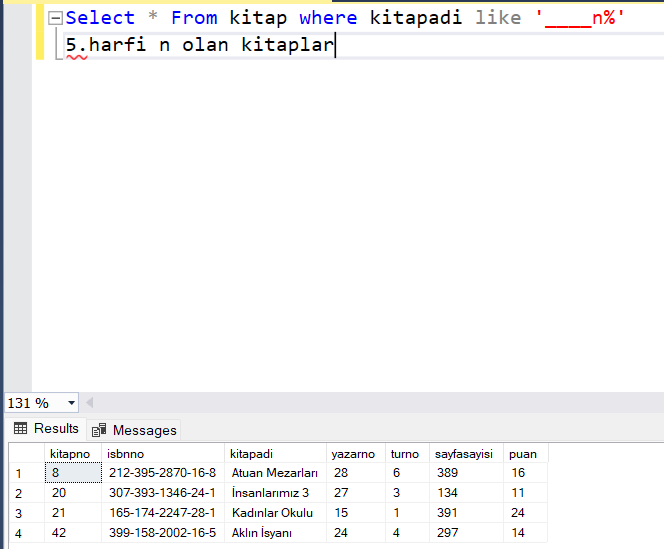 Select * From kitap where kitapadi like '____n%'
5.harfi n olan kitaplar
131 %
Results Messages
kitapno isbnno kitapadi yazarno turno sayfasayisi puan
1 8 212-395-2870-16-8 Atuan Mezarları 28 6 389 16
2 20 307-393-1346-24-1 İnsanlarımız 3 27 3 134 11
3 21 165-174-2247-28-1 Kadınlar Okulu 15 1 391 24
4 42 399-158-2002-16-5 Aklın İsyanı 24 4 297 14